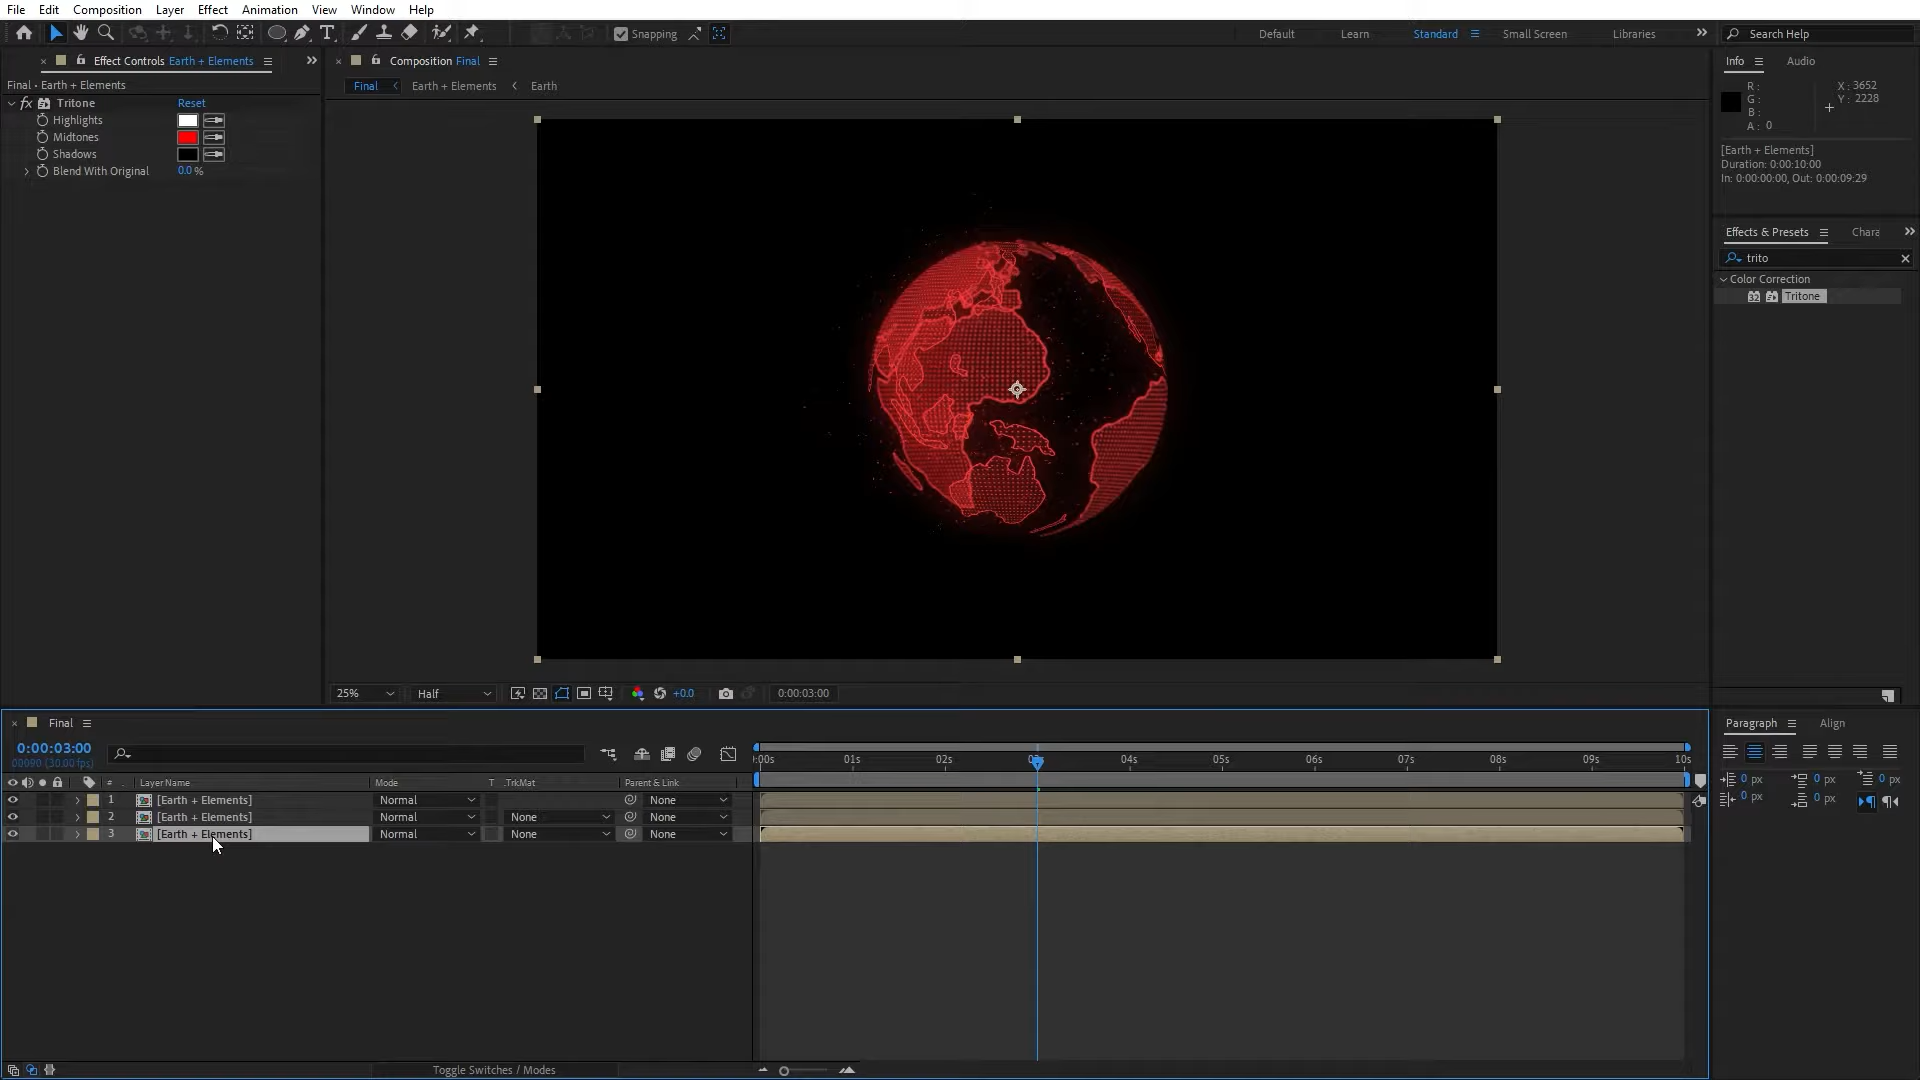 File Edit Composition Layer Effect Animation View Window Help
Snapping
Default Learn Standard Small Screen Libraries
Search Help
Effect Controls Earth + Elements
Final • Earth + Elements
fx Tritone Reset
Highlights
Midtones
Shadows
Blend With Original 0.0 %
Composition Final
Final Earth + Elements Earth
Info Audio
R :
G :
B :
A : 0
X : 3652
Y : 2228
[Earth + Elements]
Duration: 0:00:10:00
In: 0:00:00:00, Out: 0:00:09:29
Effects & Presets Chara
trito
Color Correction
32 Tritone
25% Half +0.0 0:00:03:00
Final
0:00:03:00
00090 (30.00 fps)
:00s 01s 02s 03s 04s 05s 06s 07s 08s 09s 10s
# Layer Name Mode T .TrkMat Parent & Link
1 [Earth + Elements] Normal None
2 [Earth + Elements] Normal None None
3 [Earth + Elements] Normal None None
Toggle Switches / Modes
Paragraph Align
0 px 0 px 0 px
0 px 0 px